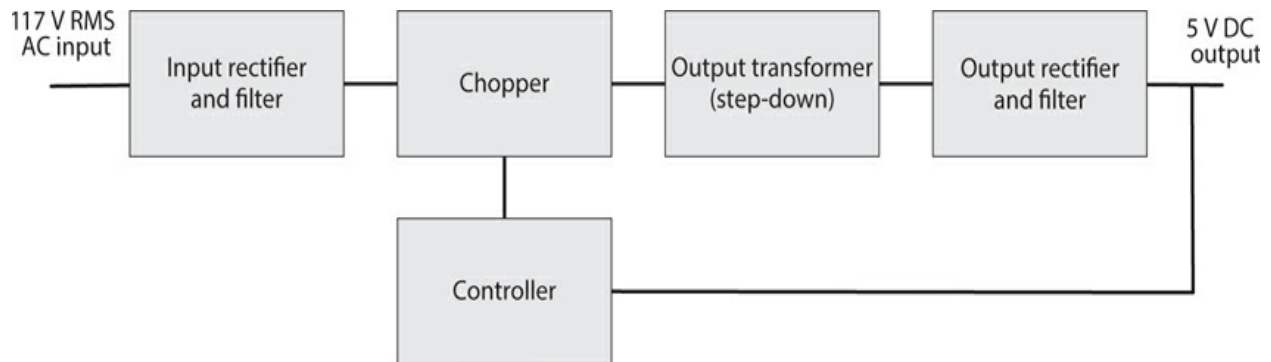 117 V RMS
AC input
Input rectifier
and filter
Chopper
Output transformer
(step-down)
Output rectifier
and filter
5 V DC
output
Controller